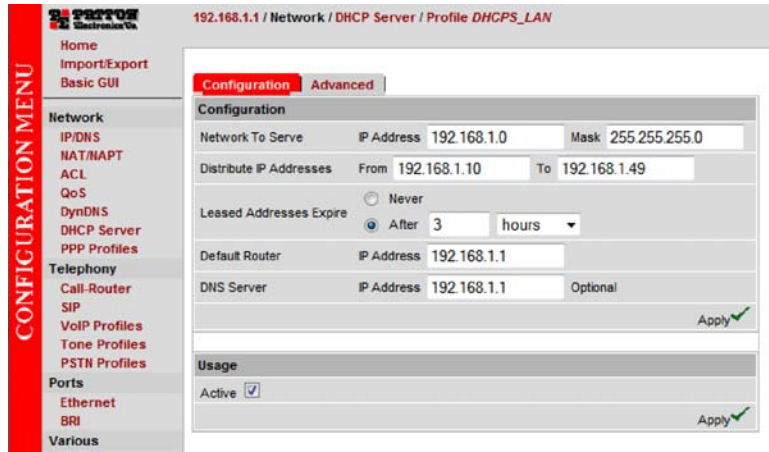 PATTON
Electronics Co.
192.168.1.1 / Network / DHCP Server / Profile DHCPS_LAN
CONFIGURATION MENU
Home
Import/Export
Basic GUI
Network
IP/DNS
NAT/NAPT
ACL
QoS
DynDNS
DHCP Server
PPP Profiles
Telephony
Call-Router
SIP
VoIP Profiles
Tone Profiles
PSTN Profiles
Ports
Ethernet
BRI
Various
Configuration Advanced
Configuration
Network To Serve IP Address 192.168.1.0 Mask 255.255.255.0
Distribute IP Addresses From 192.168.1.10 To 192.168.1.49
Leased Addresses Expire
Never
After 3 hours
Default Router IP Address 192.168.1.1
DNS Server IP Address 192.168.1.1 Optional
Apply
Usage
Active
Apply